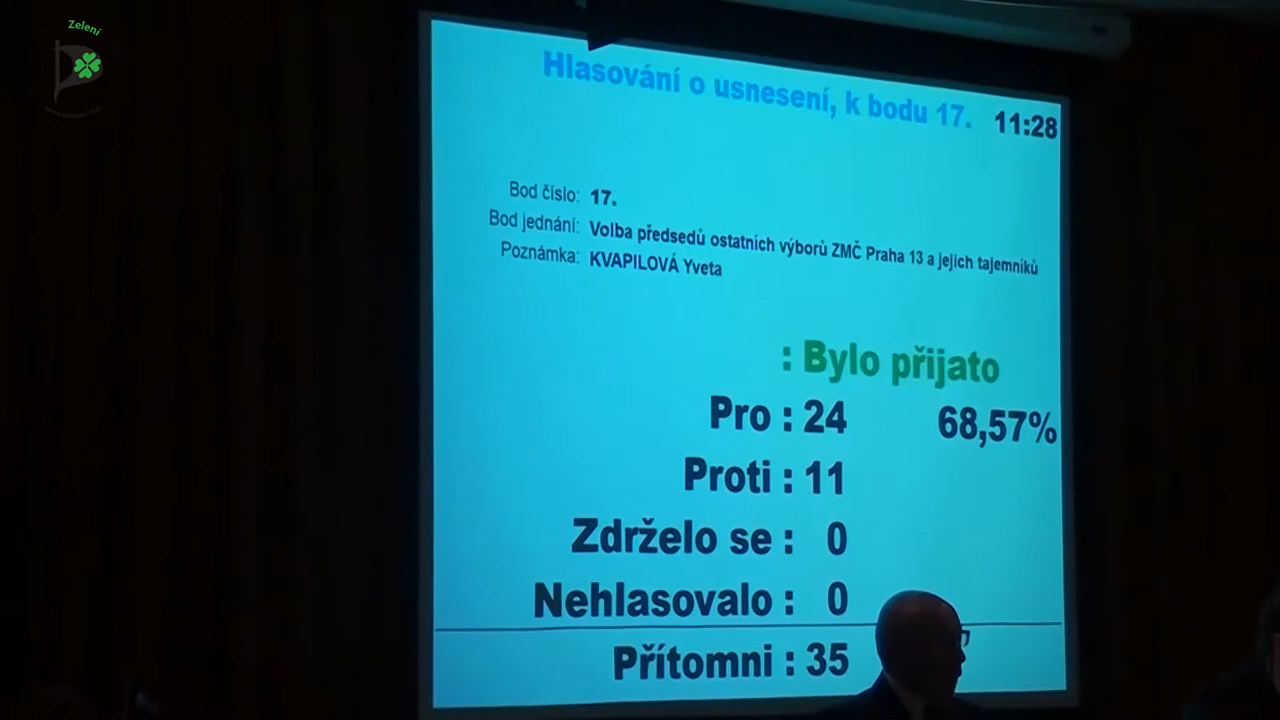 Zelení
Hlasování o usnesení, k bodu 17.
11:28
Bod číslo: 17.
Bod jednání: Volba předsedů ostatních výborů ZMČ Praha 13 a jejich tajemníků
Poznámka: KVAPILOVÁ Yveta
: Bylo přijato
Pro : 24 68,57%
Proti : 11
Zdrželo se : 0
Nehlasovalo : 0
Přítomni : 35